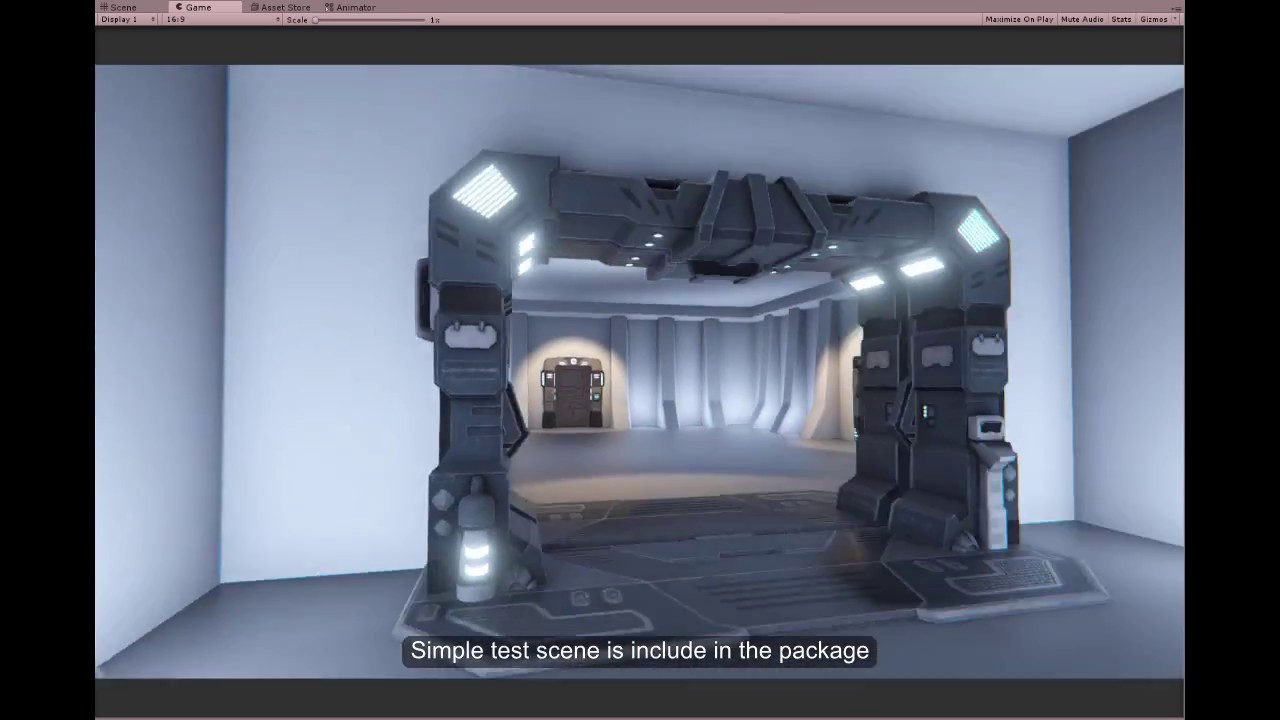 Scene
Game
Asset Store
Animator
Display 1
16:9
Scale
1x
Maximize On Play
Mute Audio
Stats
Gizmos
Simple test scene is include in the package